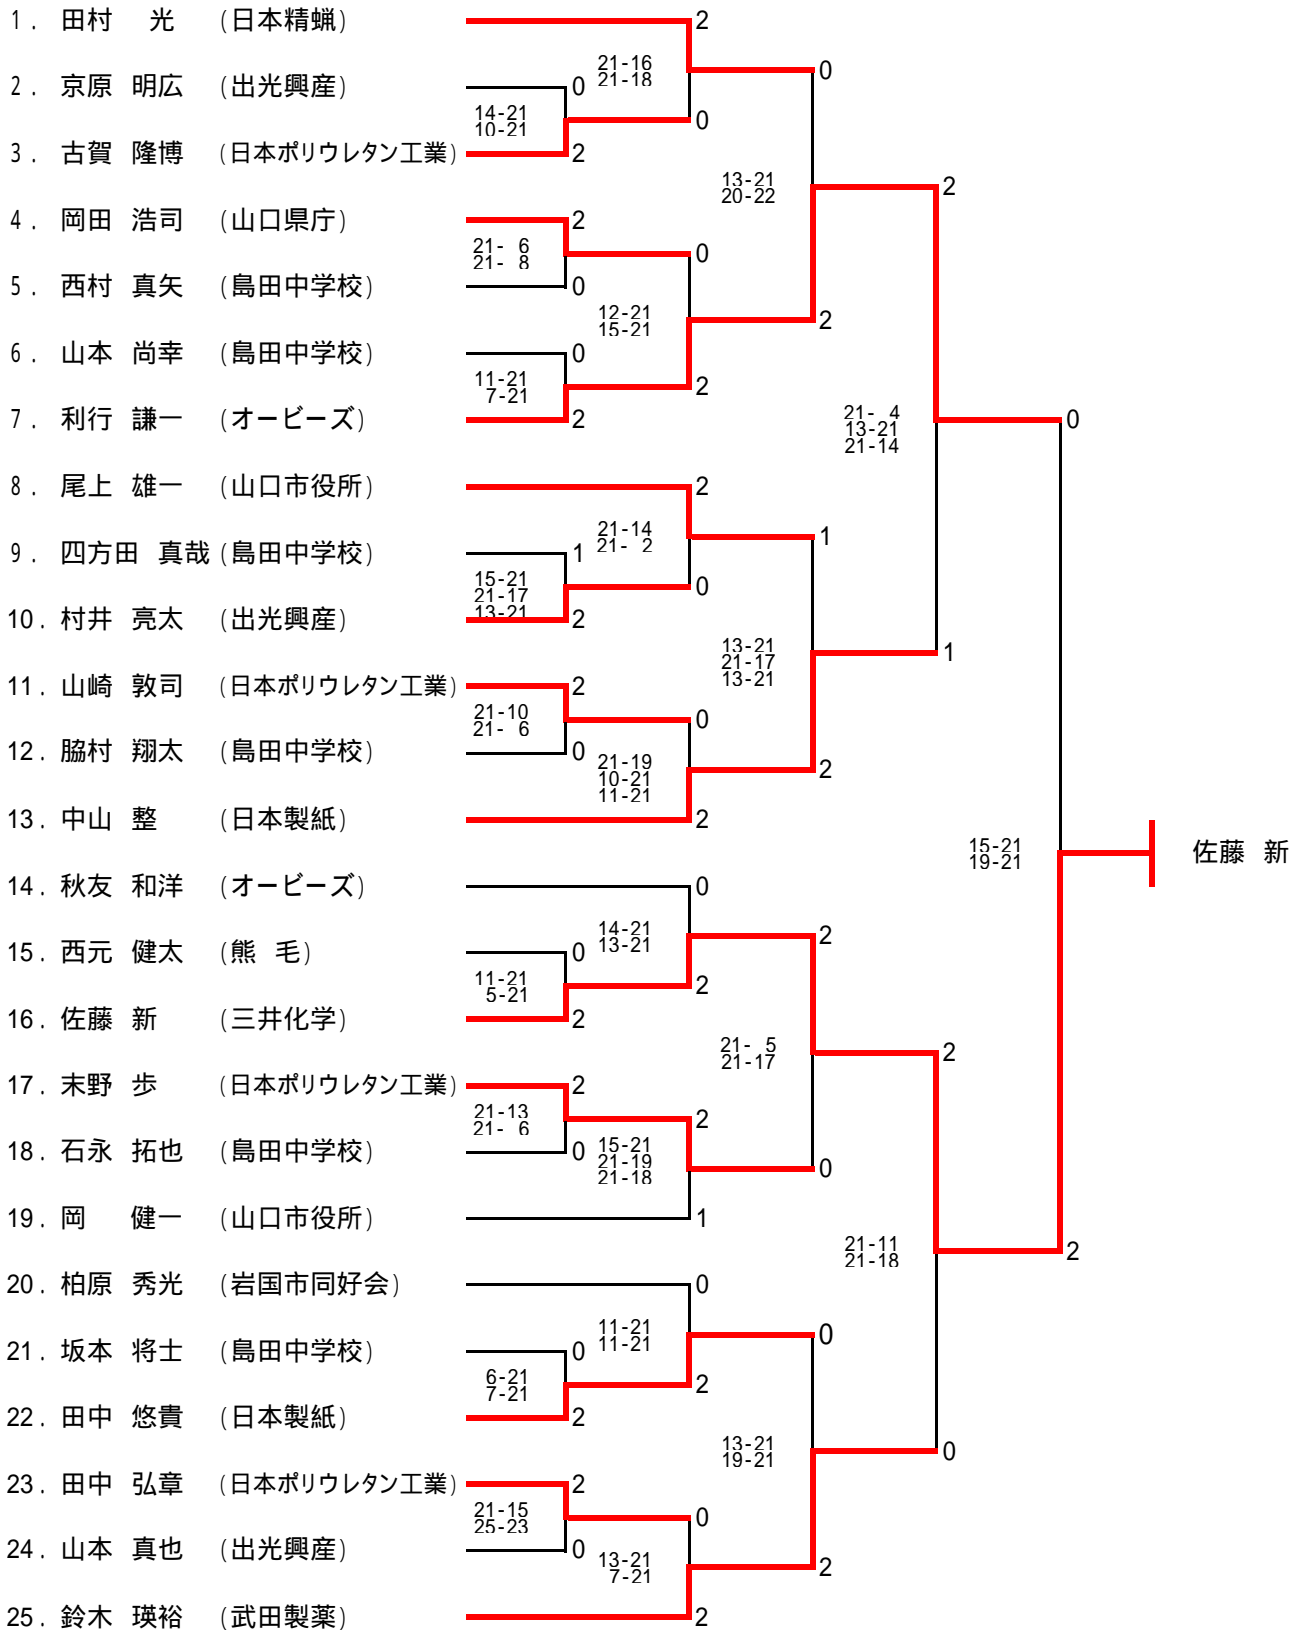 1. 田村 光 (日本精蝋) 2
21-16
21-18
0
2. 京原 明広 (出光興産) 0
14-21
10-21
0
3. 古賀 隆博 (日本ポリウレタン工業) 2
13-21
20-22
2
4. 岡田 浩司 (山口県庁) 2
21- 6
21- 8
0
5. 西村 真矢 (島田中学校) 0
12-21
15-21
2
6. 山本 尚幸 (島田中学校) 0
11-21
7-21
2
7. 利行 謙一 (オービーズ) 2
21- 4
13-21
21-14
0
8. 尾上 雄一 (山口市役所) 2
21-14
21- 2
1
9. 四方田 真哉 (島田中学校) 1
15-21
21-17
13-21
0
10. 村井 亮太 (出光興産) 2
13-21
21-17
13-21
1
11. 山崎 敦司 (日本ポリウレタン工業) 2
21-10
21- 6
0
12. 脇村 翔太 (島田中学校) 0
21-19
10-21
11-21
2
13. 中山 整 (日本製紙) 2
15-21
19-21
佐藤 新
14. 秋友 和洋 (オービーズ) 0
14-21
13-21
2
15. 西元 健太 (熊 毛) 0
11-21
5-21
2
16. 佐藤 新 (三井化学) 2
21- 5
21-17
2
17. 末野 歩 (日本ポリウレタン工業) 2
21-13
21- 6
2
18. 石永 拓也 (島田中学校) 0
15-21
21-19
21-18
0
19. 岡 健一 (山口市役所) 1
21-11
21-18
2
20. 柏原 秀光 (岩国市同好会) 0
11-21
11-21
0
21. 坂本 将士 (島田中学校) 0
6-21
7-21
2
22. 田中 悠貴 (日本製紙) 2
13-21
19-21
0
23. 田中 弘章 (日本ポリウレタン工業) 2
21-15
25-23
0
24. 山本 真也 (出光興産) 0
13-21
7-21
2
25. 鈴木 瑛裕 (武田製薬) 2